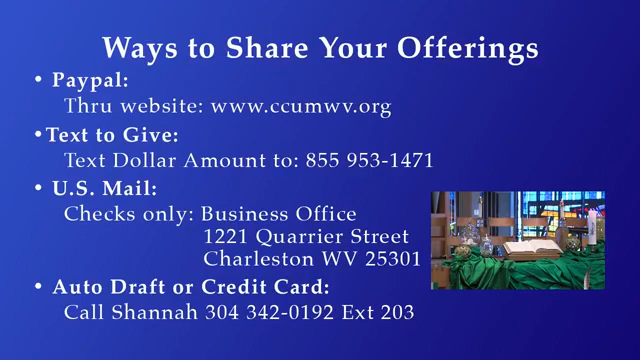 Ways to Share Your Offerings
• Paypal:
Thru website: www.ccumwv.org
• Text to Give:
Text Dollar Amount to: 855 953-1471
• U.S. Mail:
Checks only: Business Office
1221 Quarrier Street
Charleston WV 25301
• Auto Draft or Credit Card:
Call Shannah 304 342-0192 Ext 203